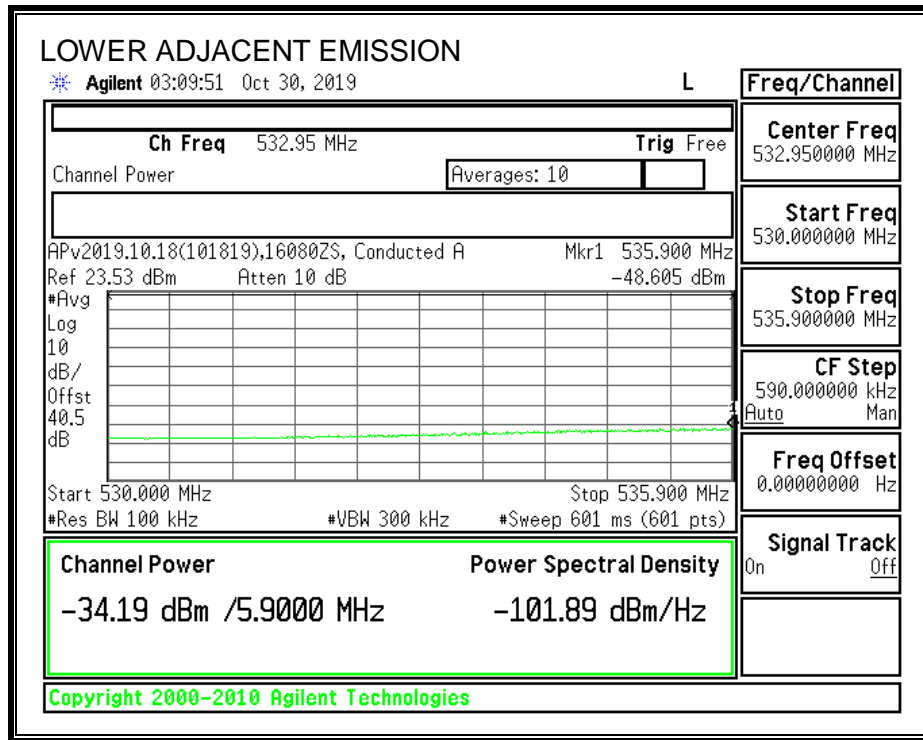 LOWER ADJACENT EMISSION
Agilent 03:09:51 Oct 30, 2019 L
Freq/Channel
Ch Freq 532.95 MHz Trig Free
Channel Power Averages: 10
APv2019.10.18(101819),16080ZS, Conducted A Mkr1 535.900 MHz
Ref 23.53 dBm Atten 10 dB -48.605 dBm
#Avg
Log
10
dB/
Offst
40.5
dB
1
Start 530.000 MHz Stop 535.900 MHz
#Res BW 100 kHz #VBW 300 kHz #Sweep 601 ms (601 pts)
Channel Power Power Spectral Density
-34.19 dBm /5.9000 MHz -101.89 dBm/Hz
Copyright 2000-2010 Agilent Technologies
Center Freq
532.950000 MHz
Start Freq
530.000000 MHz
Stop Freq
535.900000 MHz
CF Step
590.000000 kHz
Auto Man
Freq Offset
0.00000000 Hz
Signal Track
On Off